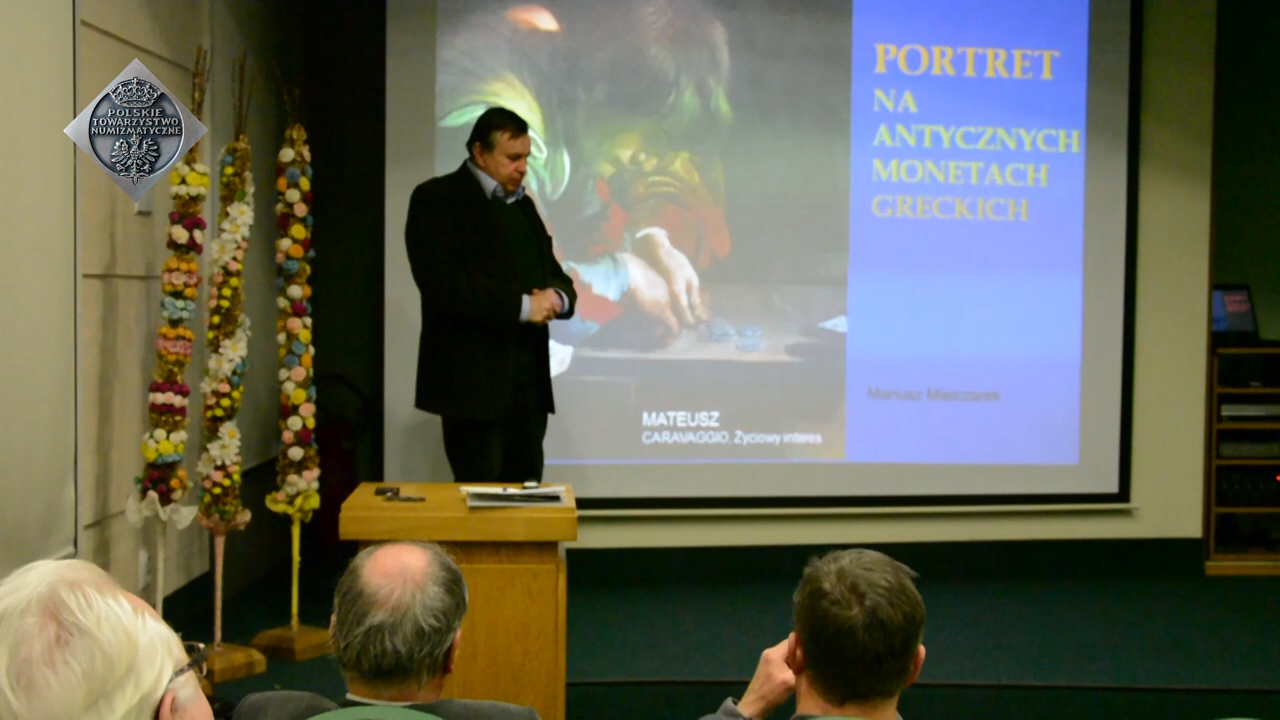 POLSKIE
TOWARZYSTWO
NUMIZMATYCZNE
PORTRET
NA
ANTYCZNYCH
MONETACH
GRECKICH
Mariusz Mielczarek
MATEUSZ
CARAVAGGIO, Życiowy interes